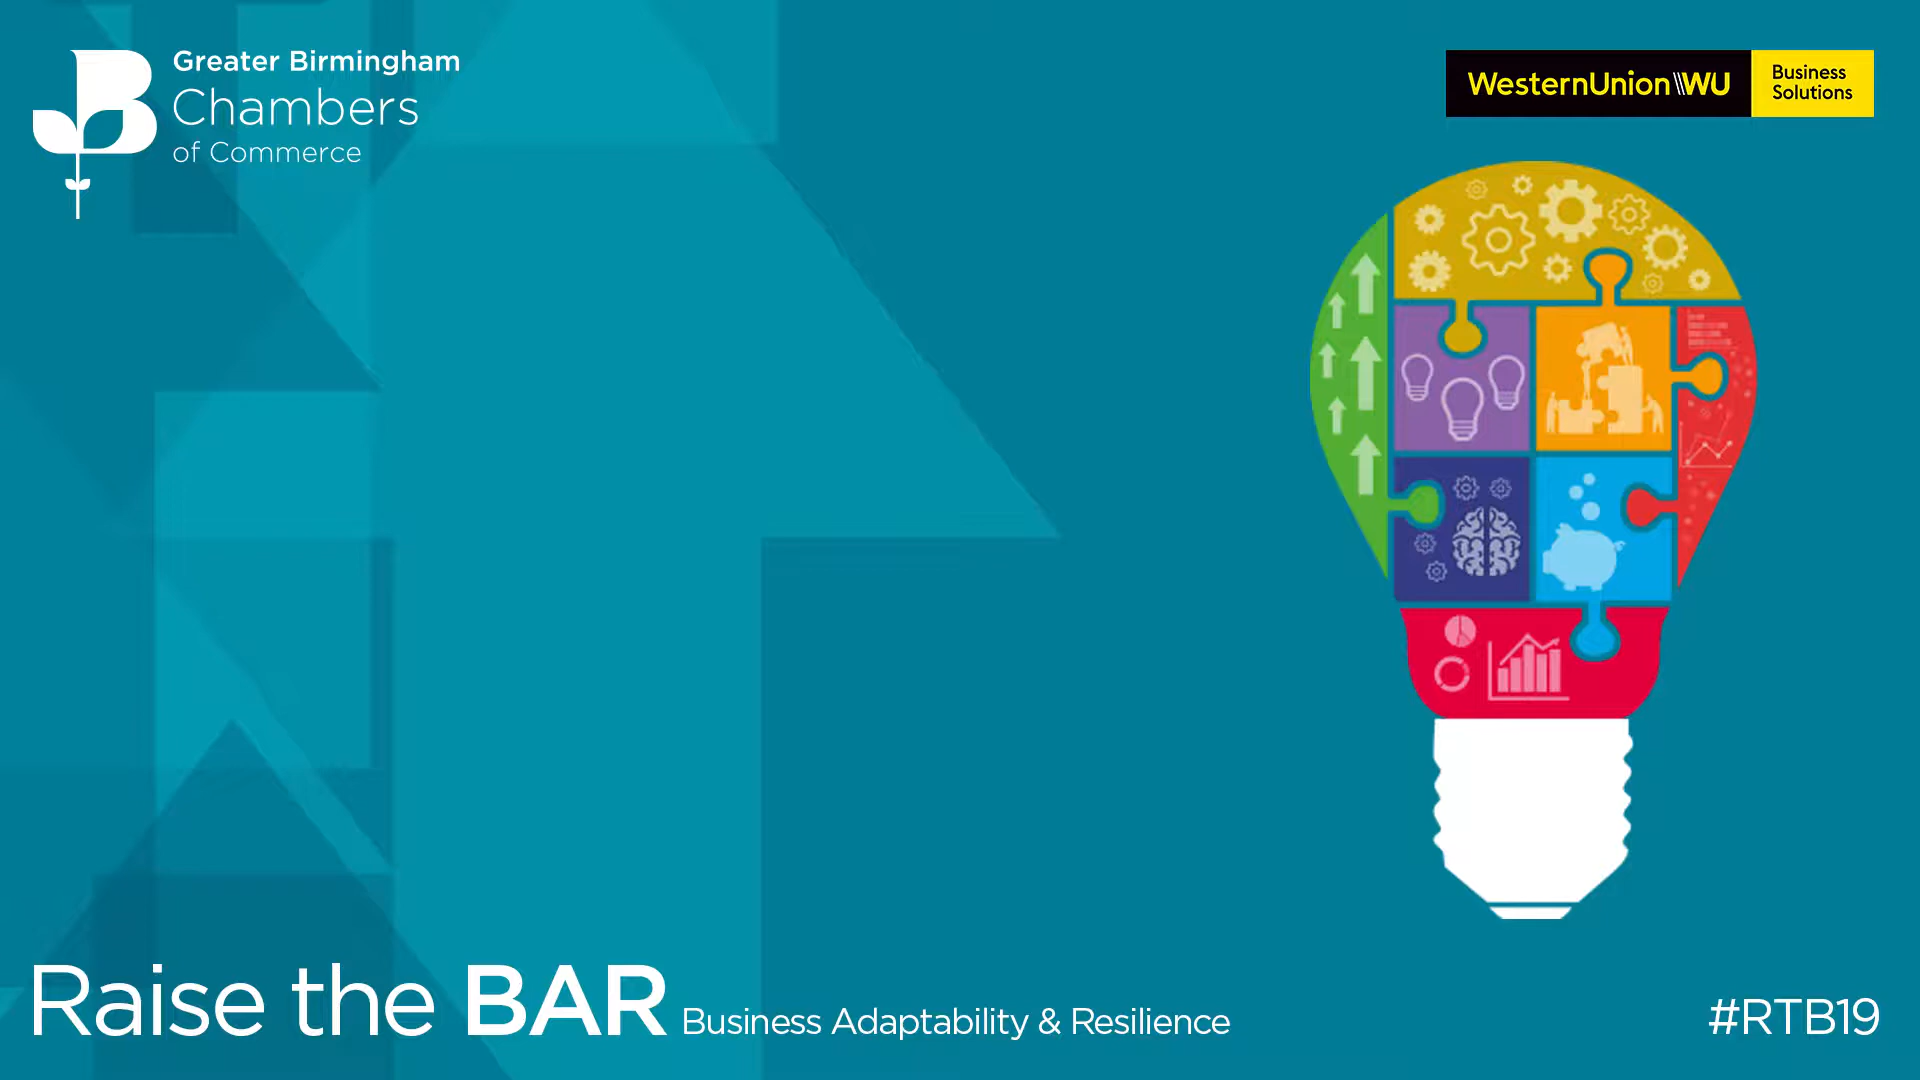 Greater Birmingham
Chambers
of Commerce
WesternUnion WU
Business
Solutions
Raise the BAR Business Adaptability & Resilience
#RTB19